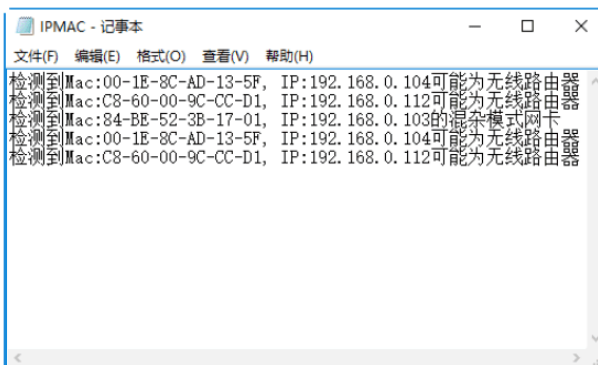 IPMAC - 记事本
文件(F) 编辑(E) 格式(O) 查看(V) 帮助(H)
检测到Mac:00-1E-8C-AD-13-5F, IP:192.168.0.104可能为无线路由器
检测到Mac:C8-60-00-9C-CC-D1, IP:192.168.0.112可能为无线路由器
检测到Mac:84-BE-52-3B-17-01, IP:192.168.0.103的混杂模式网卡
检测到Mac:00-1E-8C-AD-13-5F, IP:192.168.0.104可能为无线路由器
检测到Mac:C8-60-00-9C-CC-D1, IP:192.168.0.112可能为无线路由器